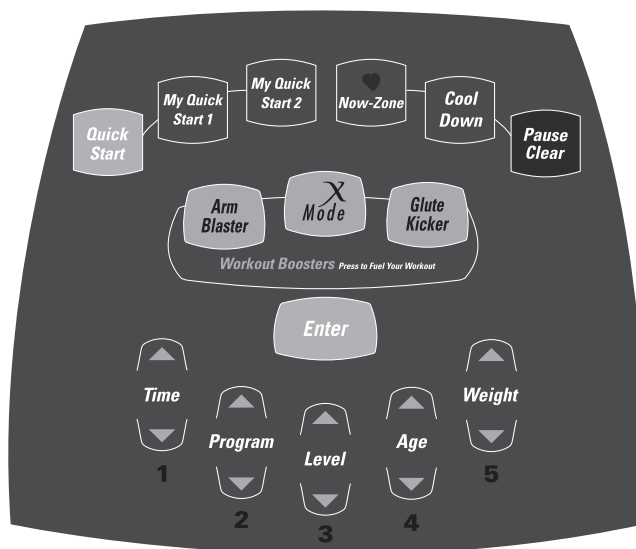 Quick
Start
My Quick
Start 1
My Quick
Start 2
Now-Zone
Cool
Down
Pause
Clear
Arm
Blaster
X
Mode
Glute
Kicker
Workout Boosters Press to Fuel Your Workout
Enter
Time
1
Program
2
Level
3
Age
4
Weight
5